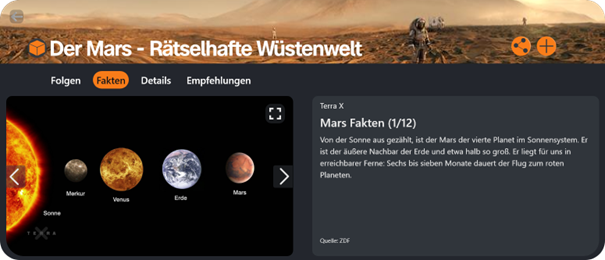 Der Mars - Rätselhafte Wüstenwelt
Folgen Fakten Details Empfehlungen
Merkur
Venus
Erde
Mars
Sonne
TERRA X
Terra X
Mars Fakten (1/12)
Von der Sonne aus gezählt, ist der Mars der vierte Planet im Sonnensystem. Er
ist der äußere Nachbar der Erde und etwa halb so groß. Er liegt für uns in
erreichbarer Ferne: Sechs bis sieben Monate dauert der Flug zum roten
Planeten.
Quelle: ZDF